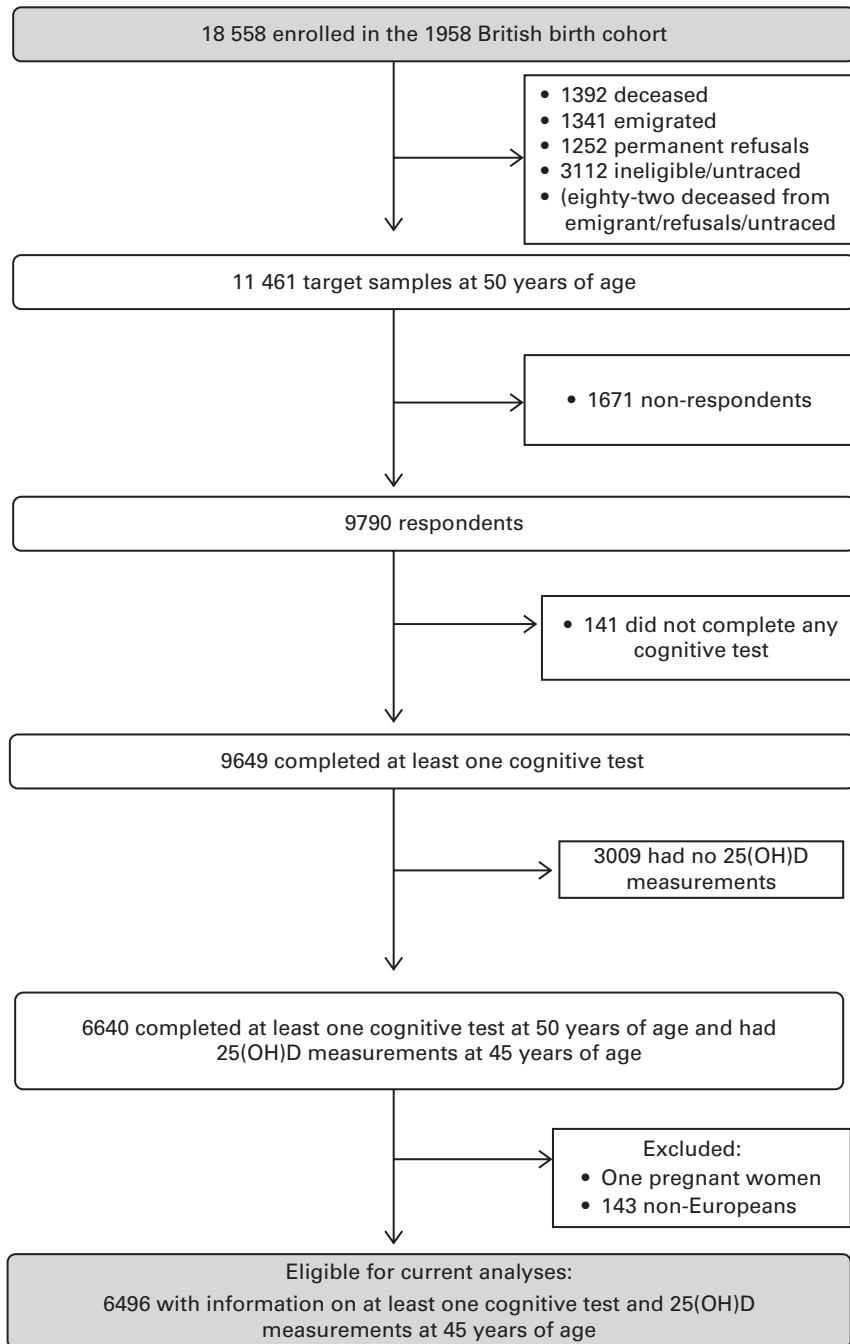 18 558 enrolled in the 1958 British birth cohort
• 1392 deceased
• 1341 emigrated
• 1252 permanent refusals
• 3112 ineligible/untraced
• (eighty-two deceased from
emigrant/refusals/untraced
11 461 target samples at 50 years of age
• 1671 non-respondents
9790 respondents
• 141 did not complete any
cognitive test
9649 completed at least one cognitive test
3009 had no 25(OH)D
measurements
6640 completed at least one cognitive test at 50 years of age and had
25(OH)D measurements at 45 years of age
Excluded:
• One pregnant women
• 143 non-Europeans
Eligible for current analyses:
6496 with information on at least one cognitive test and 25(OH)D
measurements at 45 years of age